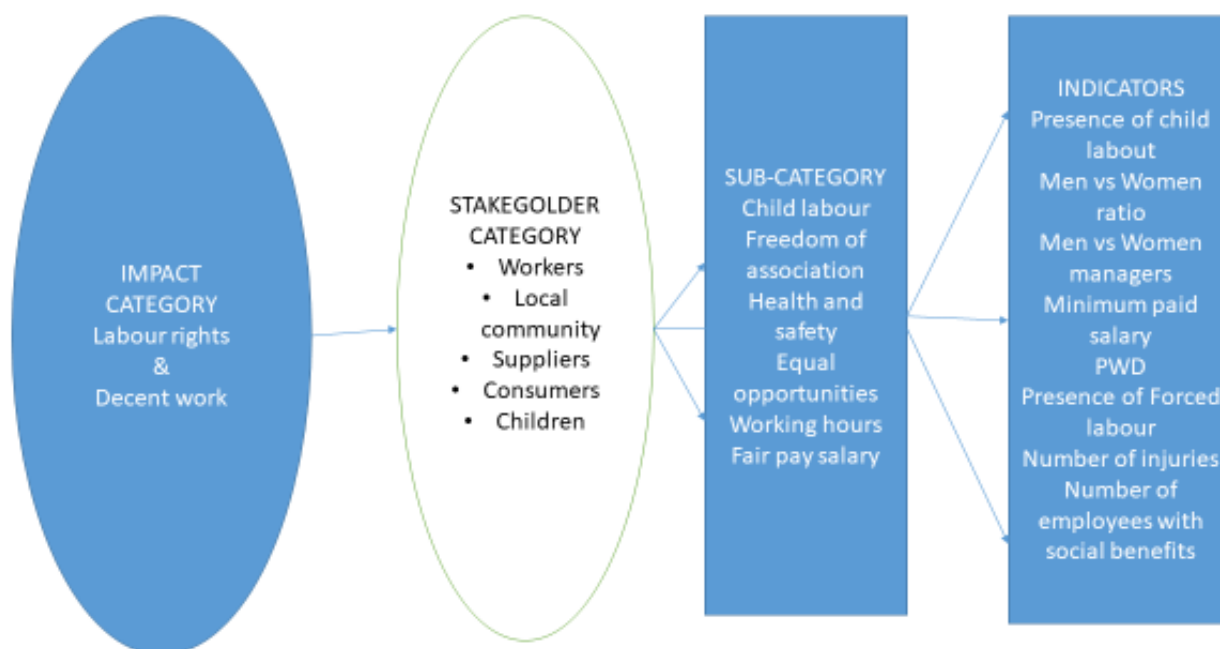 IMPACT
CATEGORY
Labour rights
&
Decent work
STAKEGOLDER
CATEGORY
• Workers
• Local
community
• Suppliers
• Consumers
• Children
SUB-CATEGORY
Child labour
Freedom of
association
Health and
safety
Equal
opportunities
Working hours
Fair pay salary
INDICATORS
Presence of child
labout
Men vs Women
ratio
Men vs Women
managers
Minimum paid
salary
PWD
Presence of Forced
labour
Number of injuries
Number of
employees with
social benefits